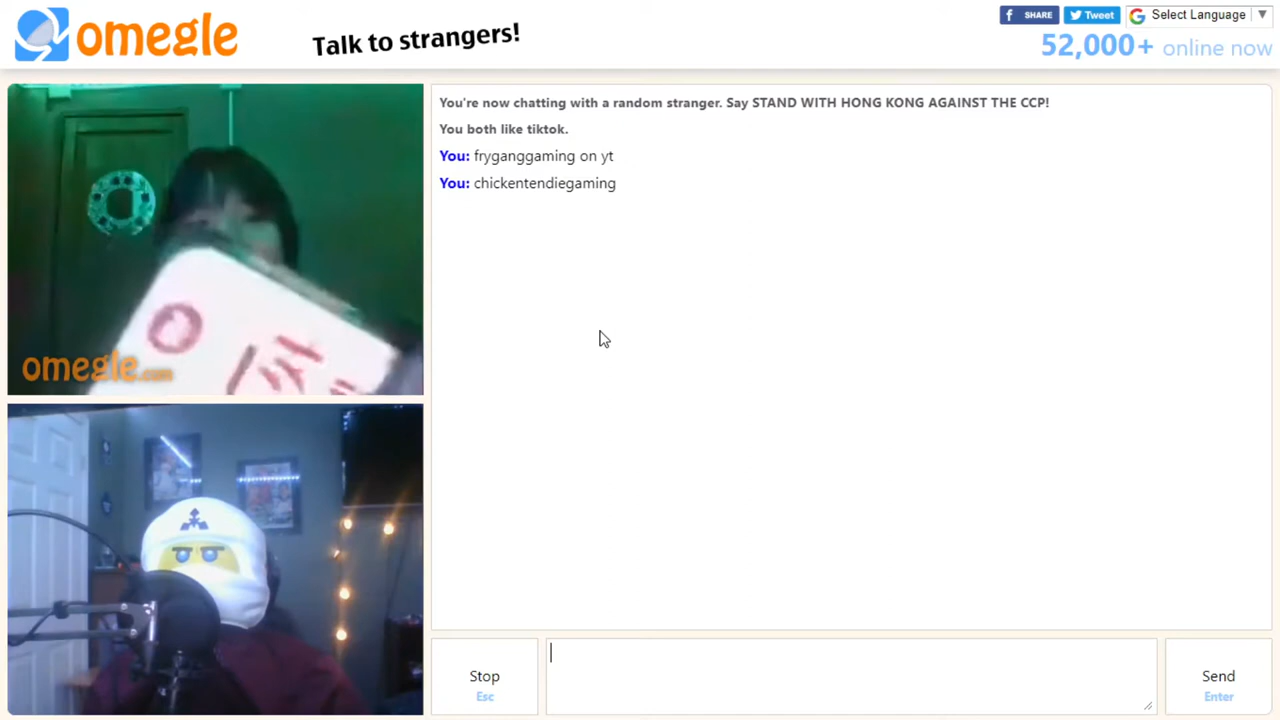 omegle
Talk to strangers!
SHARE
Tweet
Select Language
52,000+ online now
You're now chatting with a random stranger. Say STAND WITH HONG KONG AGAINST THE CCP!
You both like tiktok.
You: fryganggaming on yt
You: chickentendiegaming
omegle.com
Stop
Esc
Send
Enter